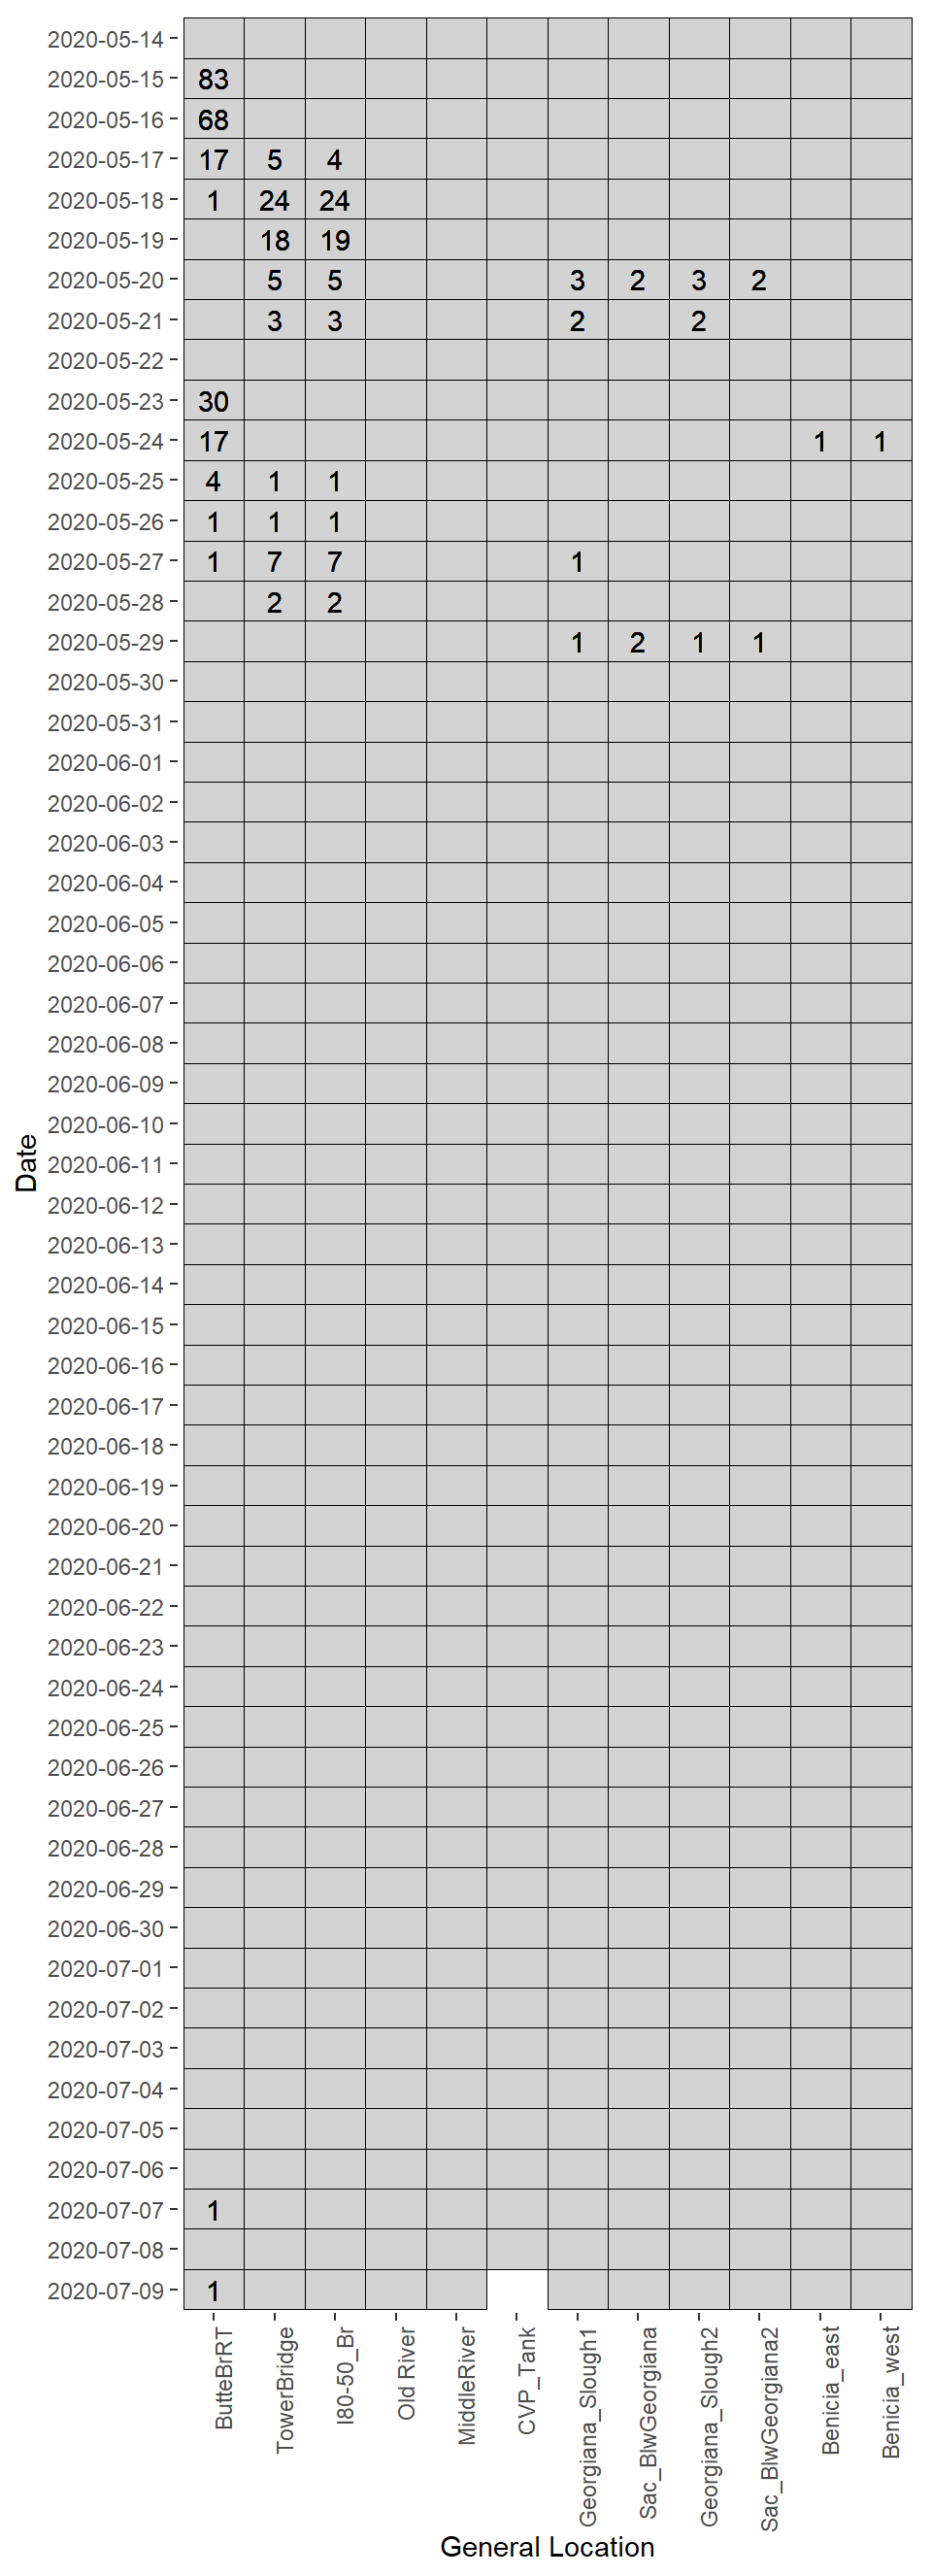 2020-05-14
2020-05-15 83
2020-05-16 68
2020-05-17 17 5 4
2020-05-18 1 24 24
2020-05-19 18 19
2020-05-20 5 5 3 2 3 2
2020-05-21 3 3 2 2
2020-05-22
2020-05-23 30
2020-05-24 17 1 1
2020-05-25 4 1 1
2020-05-26 1 1 1
2020-05-27 1 7 7 1
2020-05-28 2 2
2020-05-29 1 2 1 1
2020-05-30
2020-05-31
2020-06-01
2020-06-02
2020-06-03
2020-06-04
2020-06-05
2020-06-06
2020-06-07
2020-06-08
2020-06-09
2020-06-10
2020-06-11
2020-06-12
2020-06-13
2020-06-14
2020-06-15
2020-06-16
2020-06-17
2020-06-18
2020-06-19
2020-06-20
2020-06-21
2020-06-22
2020-06-23
2020-06-24
2020-06-25
2020-06-26
2020-06-27
2020-06-28
2020-06-29
2020-06-30
2020-07-01
2020-07-02
2020-07-03
2020-07-04
2020-07-05
2020-07-06
2020-07-07 1
2020-07-08
2020-07-09 1
Date
ButteBrRT
TowerBridge
I80-50_Br
Old River
MiddleRiver
CVP_Tank
Georgiana_Slough1
Sac_BlwGeorgiana
Georgiana_Slough2
Sac_BlwGeorgiana2
Benicia_east
Benicia_west
General Location